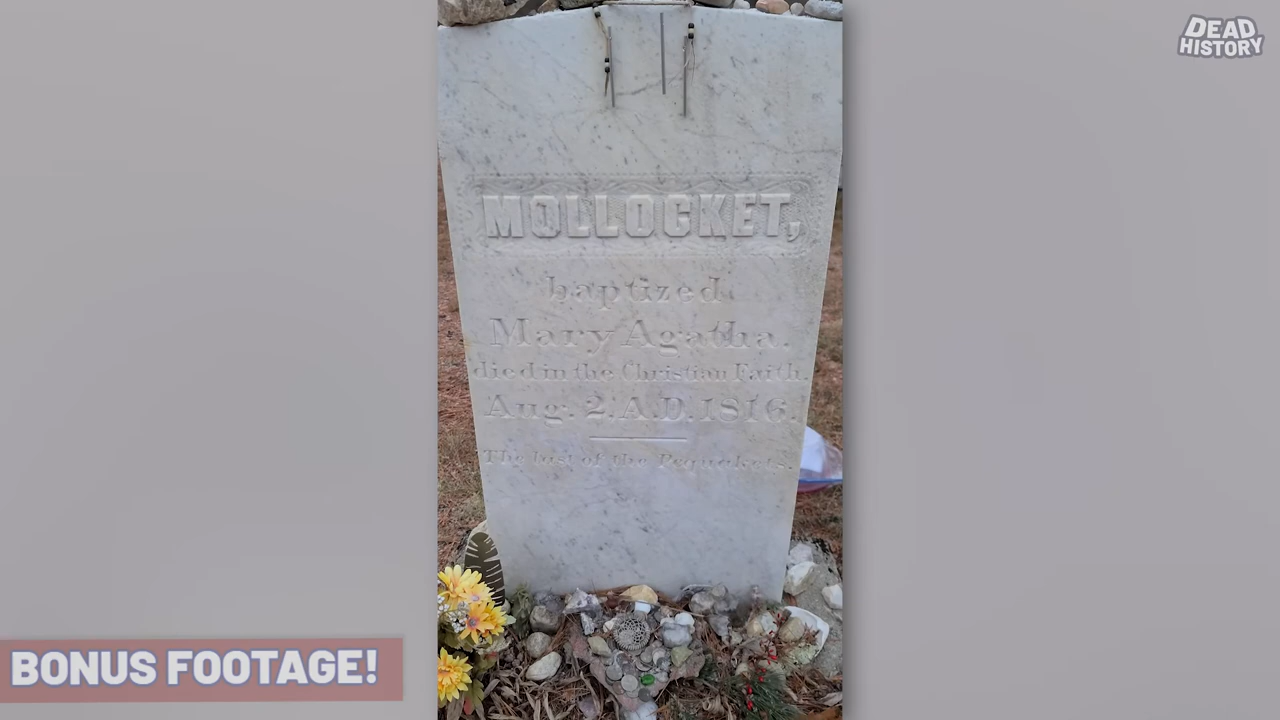 DEAD
HISTORY
MOLLOCKET,
baptized
Mary Agatha.
died in the Christian Faith,
Aug. 2. A.D. 1816.
The last of the Pequakets.
BONUS FOOTAGE!